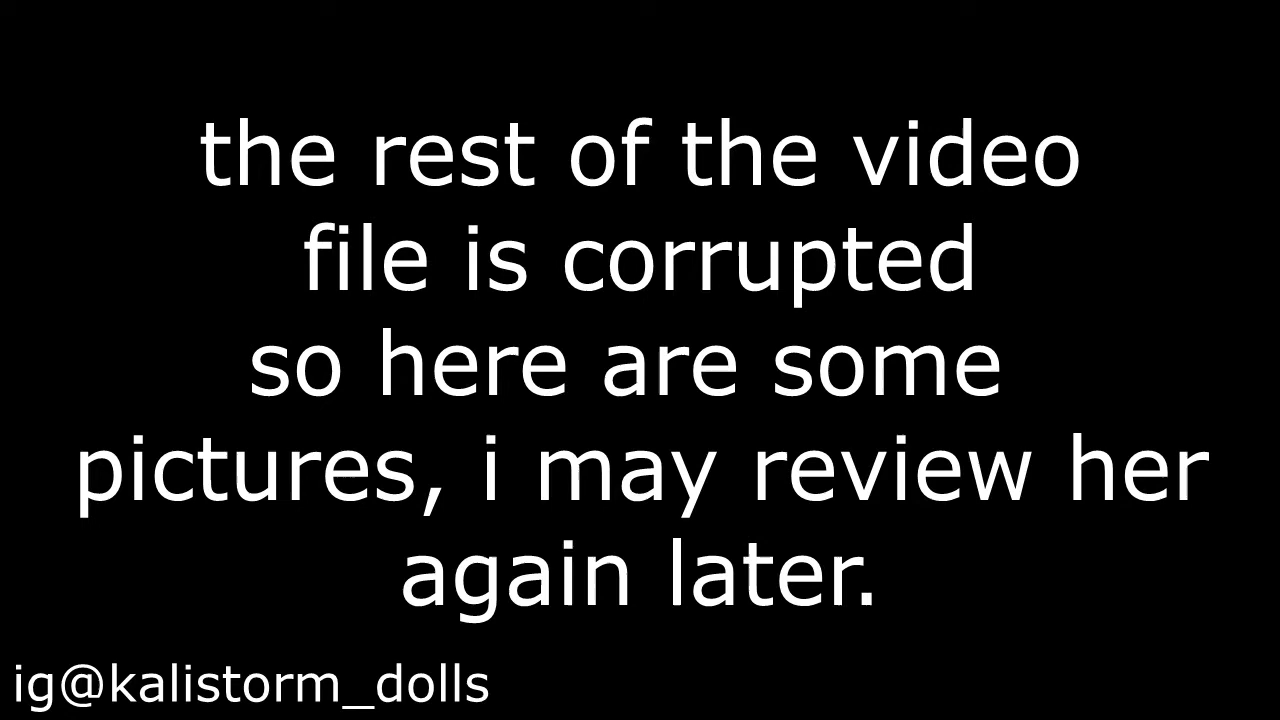 the rest of the video
file is corrupted
so here are some
pictures, i may review her
again later.
ig@kalistorm_dolls